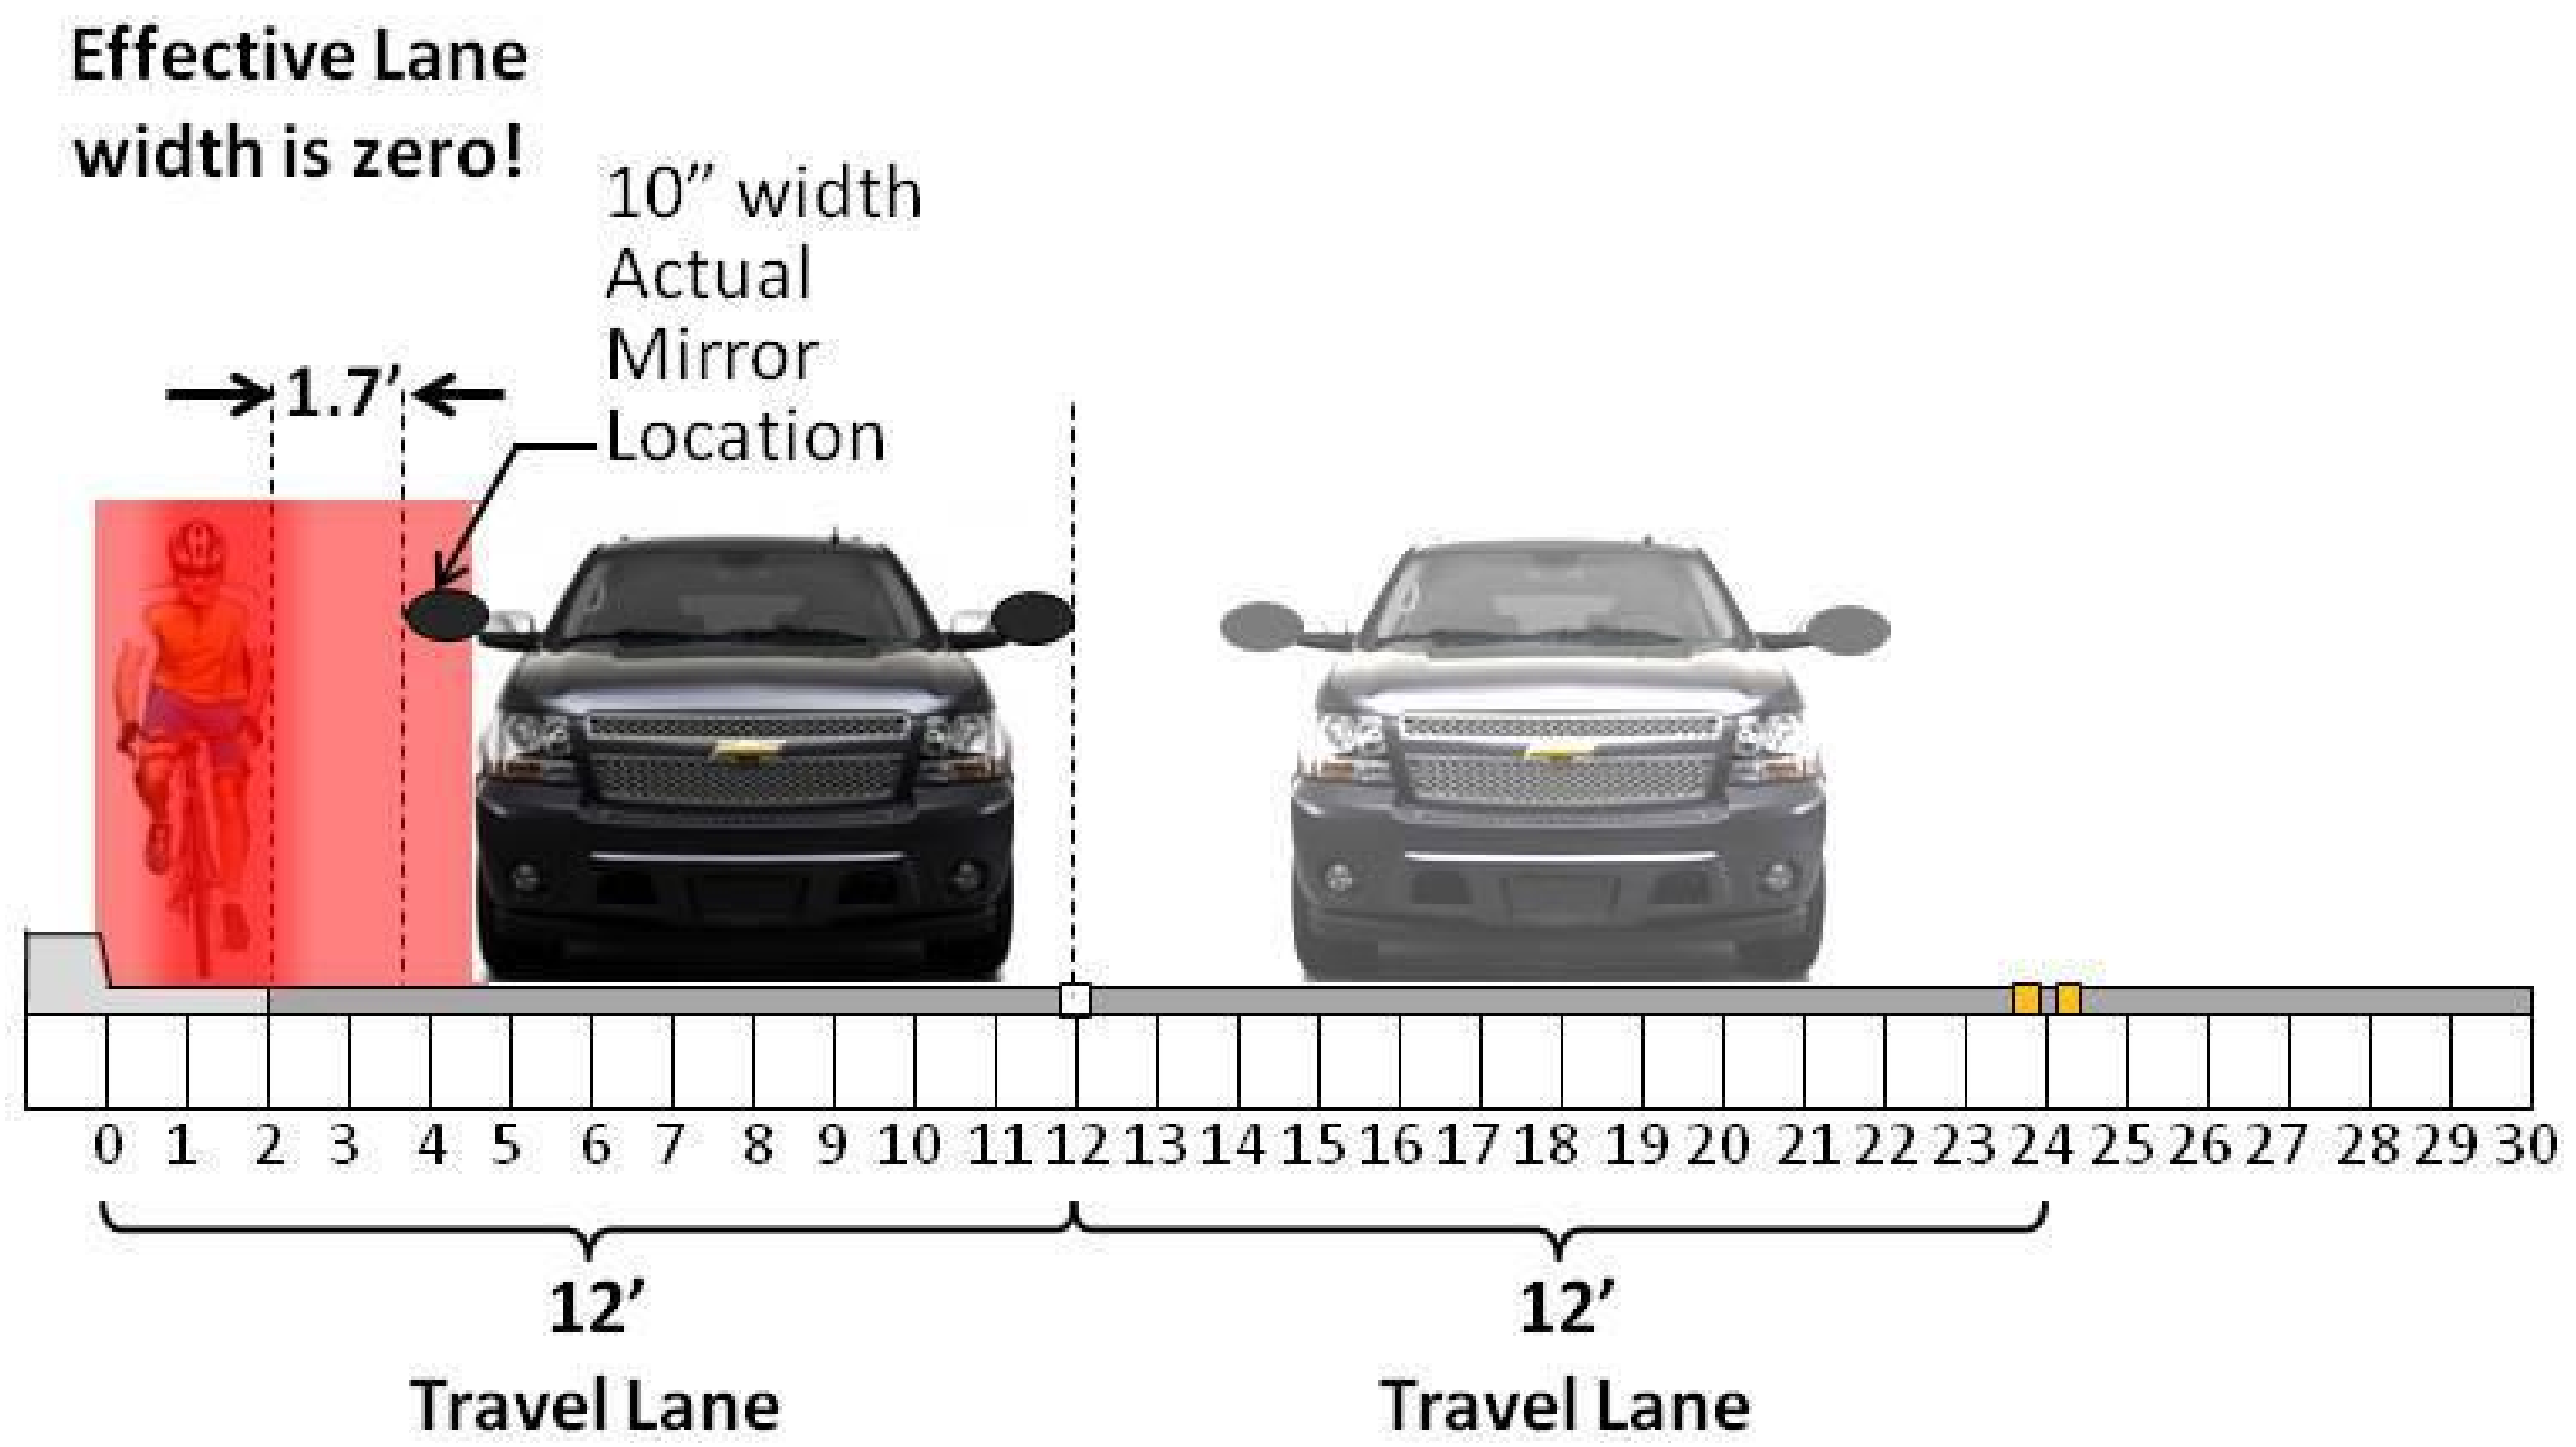 Effective Lane
width is zero!
10” width
Actual
Mirror
Location
1.7’
0 1 2 3 4 5 6 7 8 9 10 11 12 13 14 15 16 17 18 19 20 21 22 23 24 25 26 27 28 29 30
12’
Travel Lane
12’
Travel Lane